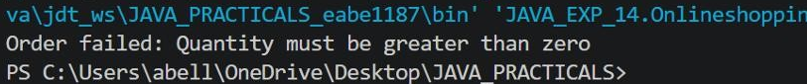 va\jdt_ws\JAVA_PRACTICALS_eabe1187\bin' 'JAVA_EXP_14.Onlineshoppin
Order failed: Quantity must be greater than zero
PS C:\Users\abell\OneDrive\Desktop\JAVA_PRACTICALS>